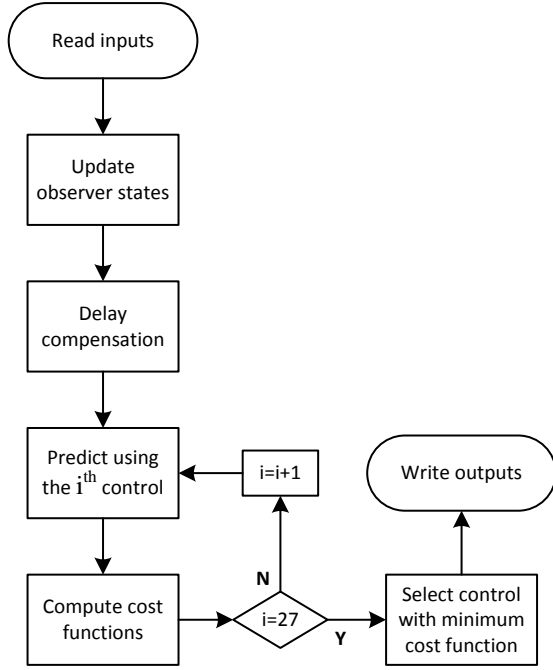 Read inputs
Update
observer states
Delay
compensation
Predict using
the iᵗʰ control
i=i+1
Write outputs
Compute cost
functions
N
i=27
Y
Select control
with minimum
cost function